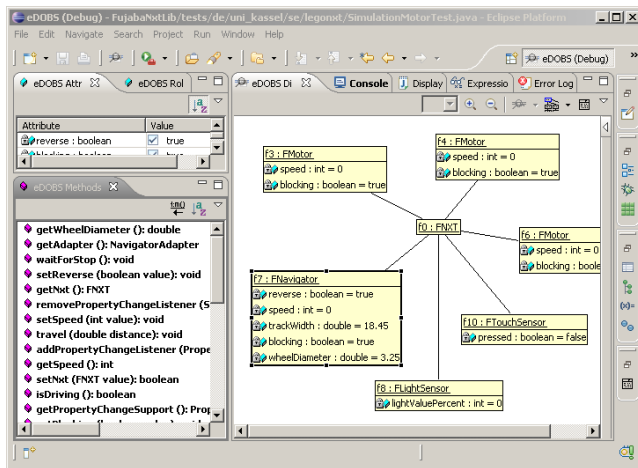 eDOBS (Debug) - FujabaNxtLib/tests/de/uni_kassel/se/legonxt/SimulationMotorTest.java - Eclipse Platform
File Edit Navigate Search Project Run Window Help
eDOBS (Debug)
eDOBS Attr
eDOBS Rol
Attribute Value
reverse : boolean true
eDOBS Methods
getWheelDiameter (): double
getAdapter (): NavigatorAdapter
waitForStop (): void
setReverse (boolean value): void
getNxt (): FNXT
removePropertyChangeListener (S
setSpeed (int value): void
travel (double distance): void
addPropertyChangeListener (Prope
getSpeed (): int
setNxt (FNXT value): boolean
isDriving (): boolean
getPropertyChangeSupport (): Prop
eDOBS Di
Console
Display
Expressio
Error Log
f3 : FMotor
speed : int = 0
blocking : boolean = true
f4 : FMotor
speed : int = 0
blocking : boolean = true
f0 : FNXT
f6 : FMotor
speed : int = 0
blocking : boole
f7 : FNavigator
reverse : boolean = true
speed : int = 0
trackWidth : double = 18.45
blocking : boolean = true
wheelDiameter : double = 3.25
f10 : FTouchSensor
pressed : boolean = false
f8 : FLightSensor
lightValuePercent : int = 0